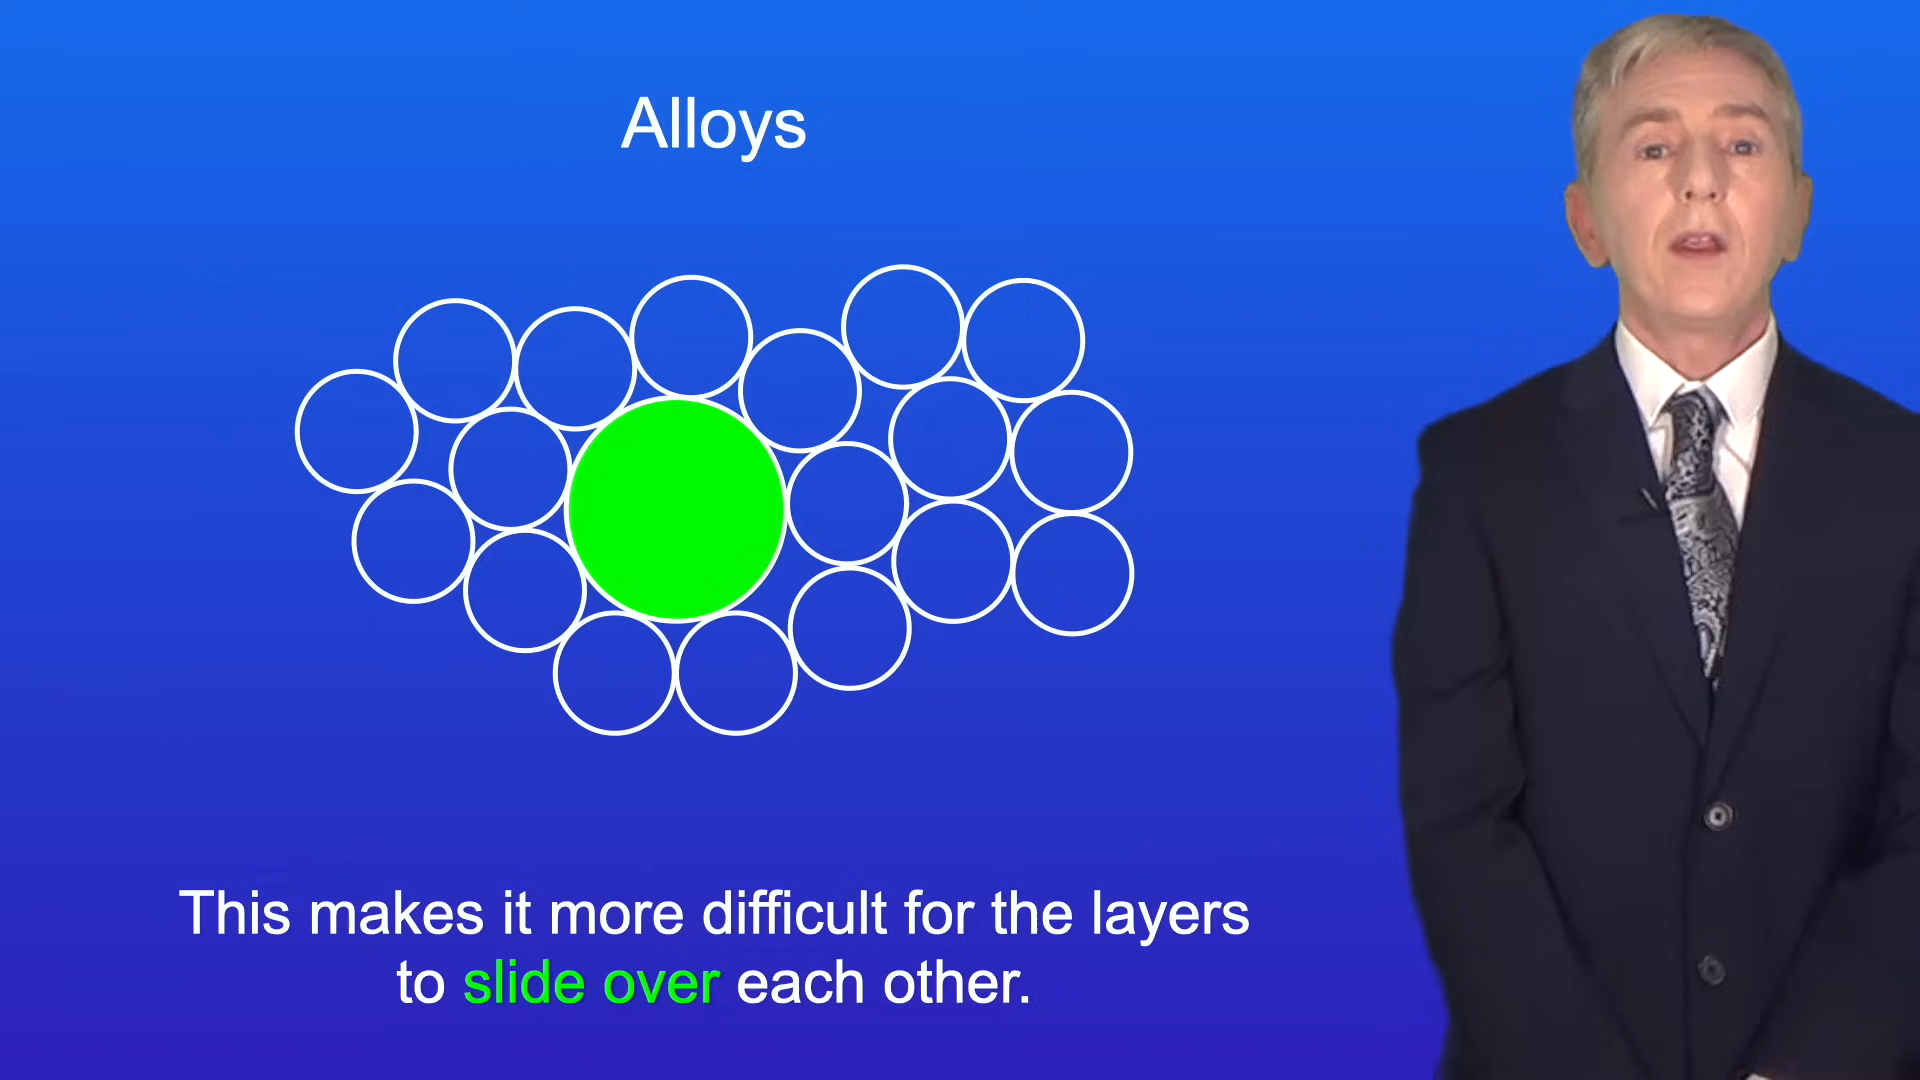 Alloys
This makes it more difficult for the layers
to slide over each other.